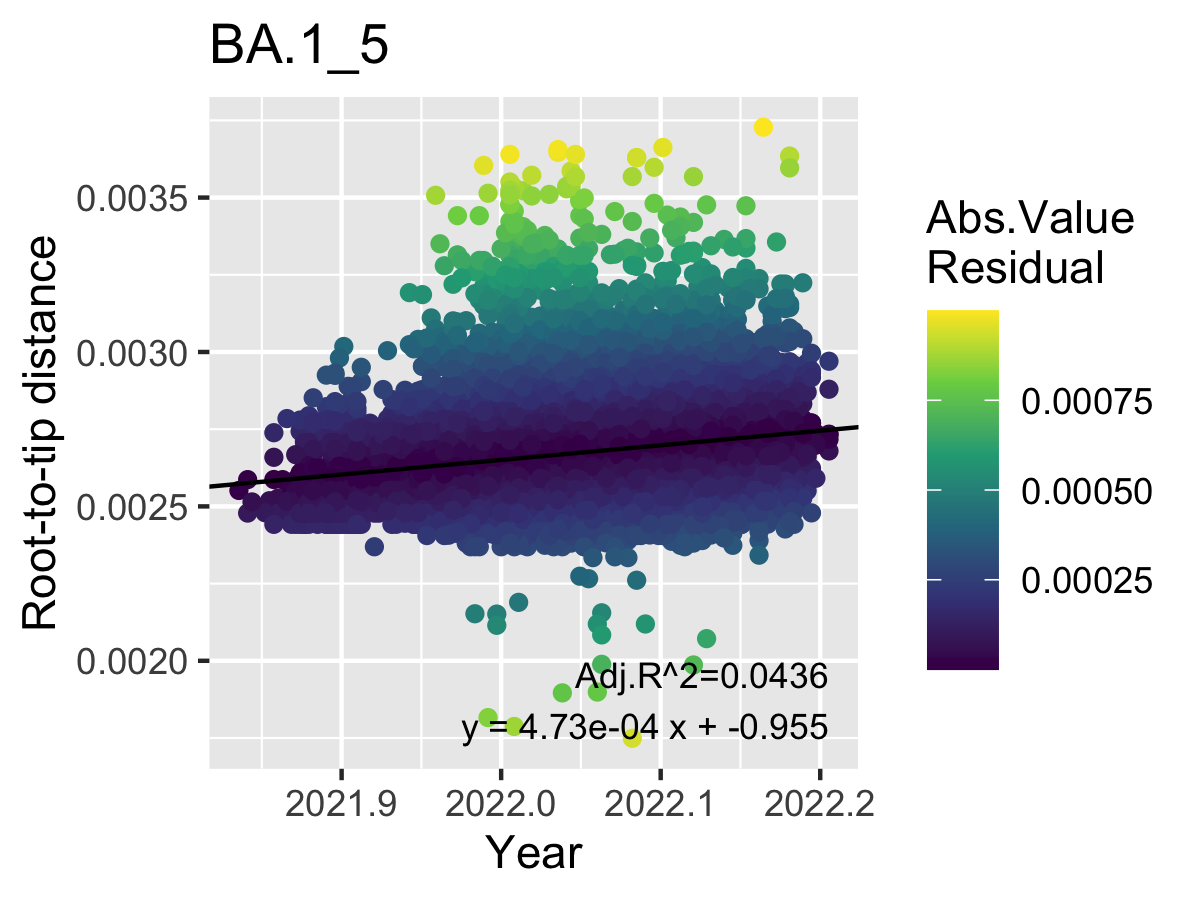 BA.1_5
Root-to-tip distance
0.0035
0.0030
0.0025
0.0020
Adj.R^2=0.0436
y = 4.73e-04 x + -0.955
2021.9
2022.0
2022.1
2022.2
Year
Abs.Value
Residual
0.00075
0.00050
0.00025